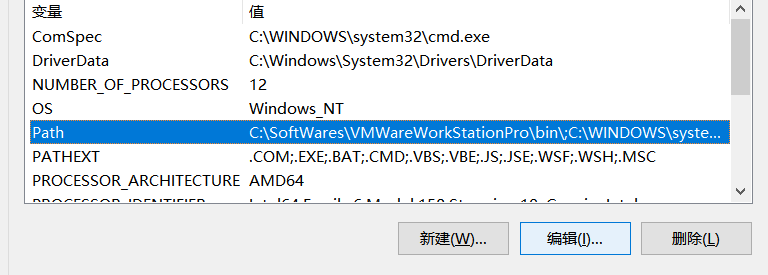 变量 值
ComSpec C:\WINDOWS\system32\cmd.exe
DriverData C:\Windows\System32\Drivers\DriverData
NUMBER_OF_PROCESSORS 12
OS Windows_NT
Path C:\SoftWares\VMWareWorkStationPro\bin\;C:\WINDOWS\syste...
PATHEXT .COM;.EXE;.BAT;.CMD;.VBS;.VBE;.JS;.JSE;.WSF;.WSH;.MSC
PROCESSOR_ARCHITECTURE AMD64
新建(W)... 编辑(I)... 删除(L)